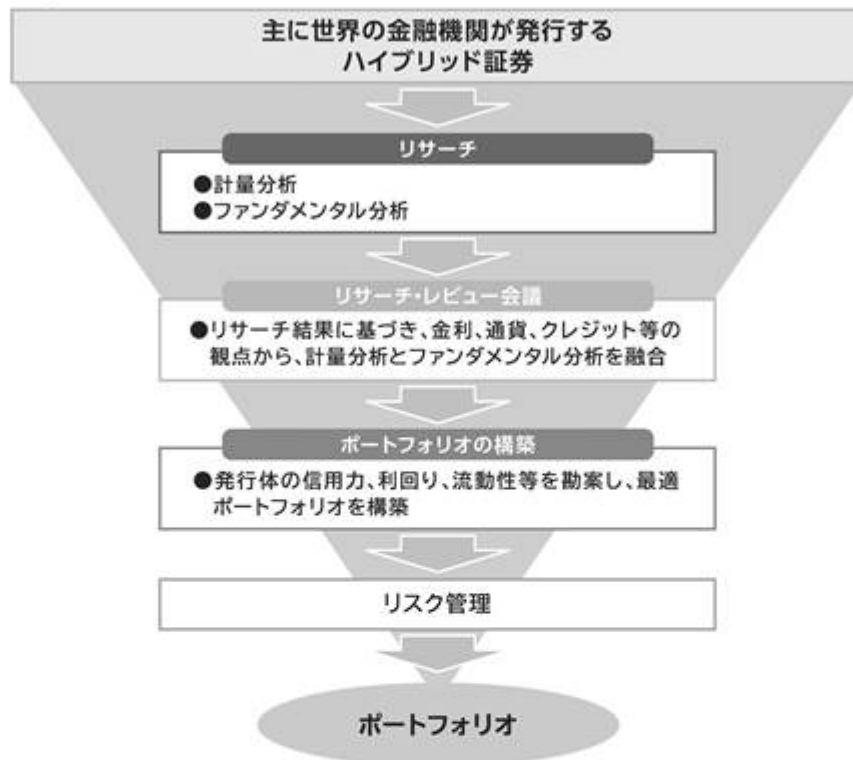 主に世界の金融機関が発行する
ハイブリッド証券
リサーチ
●計量分析
●ファンダメンタル分析
リサーチ・レビュー会議
●リサーチ結果に基づき、金利、通貨、クレジット等の
観点から、計量分析とファンダメンタル分析を融合
ポートフォリオの構築
●発行体の信用力、利回り、流動性等を勘案し、最適
ポートフォリオを構築
リスク管理
ポートフォリオ